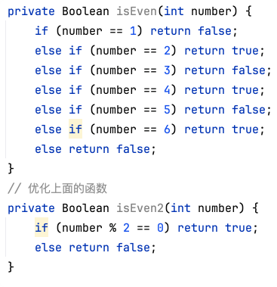 private Boolean isEven(int number) {
    if (number == 1) return false;
    else if (number == 2) return true;
    else if (number == 3) return false;
    else if (number == 4) return true;
    else if (number == 5) return false;
    else if (number == 6) return true;
    else return false;
}
// 优化上面的函数
private Boolean isEven2(int number) {
    if (number % 2 == 0) return true;
    else return false;
}